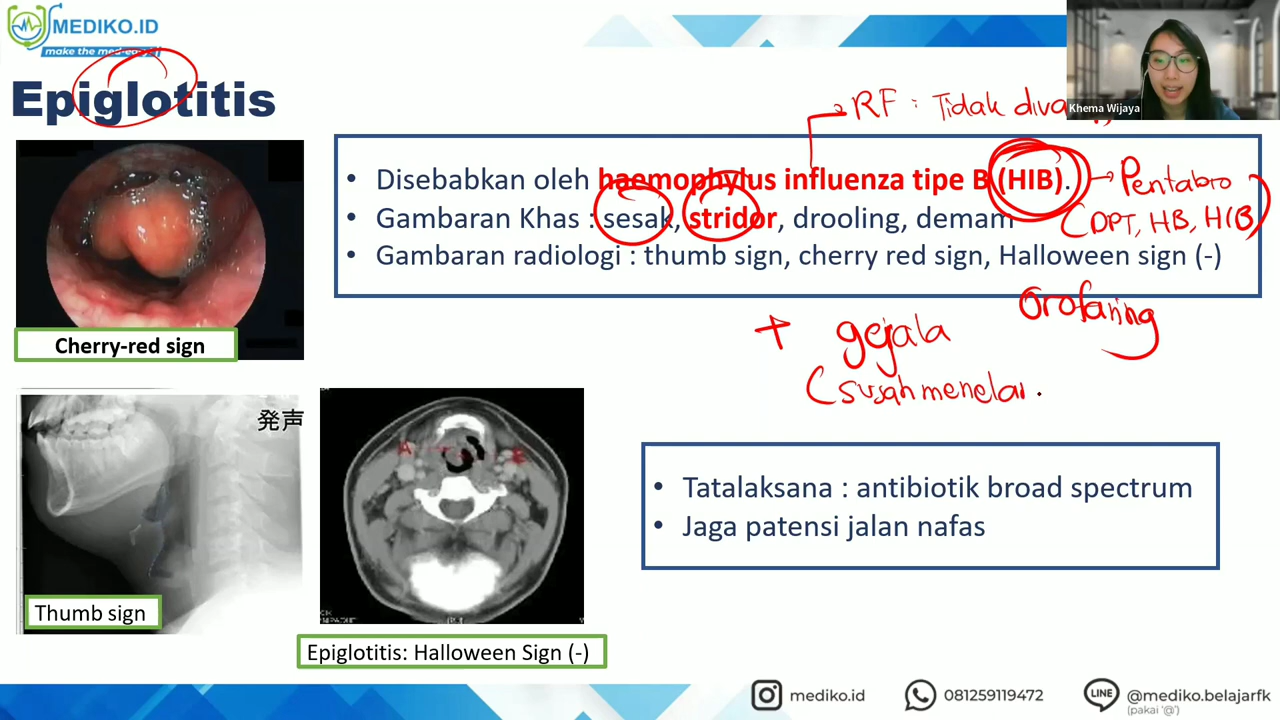 MEDIKO.ID
make the med-easy!
Epiglotitis
RF : Tidak diva
Khema Wijaya
Disebabkan oleh haemophylus influenza tipe B (HIB).
Pentabio
(DPT, HB, HIB)
Gambaran Khas : sesak, stridor, drooling, demam
Gambaran radiologi : thumb sign, cherry red sign, Halloween sign (-)
Cherry-red sign
+ gejala orofaring
(susah menelan
発声
Thumb sign
A
Epiglotitis: Halloween Sign (-)
Tatalaksana : antibiotik broad spectrum
Jaga patensi jalan nafas
mediko.id
081259119472
LINE
@mediko.belajarfk
(pakai '@')